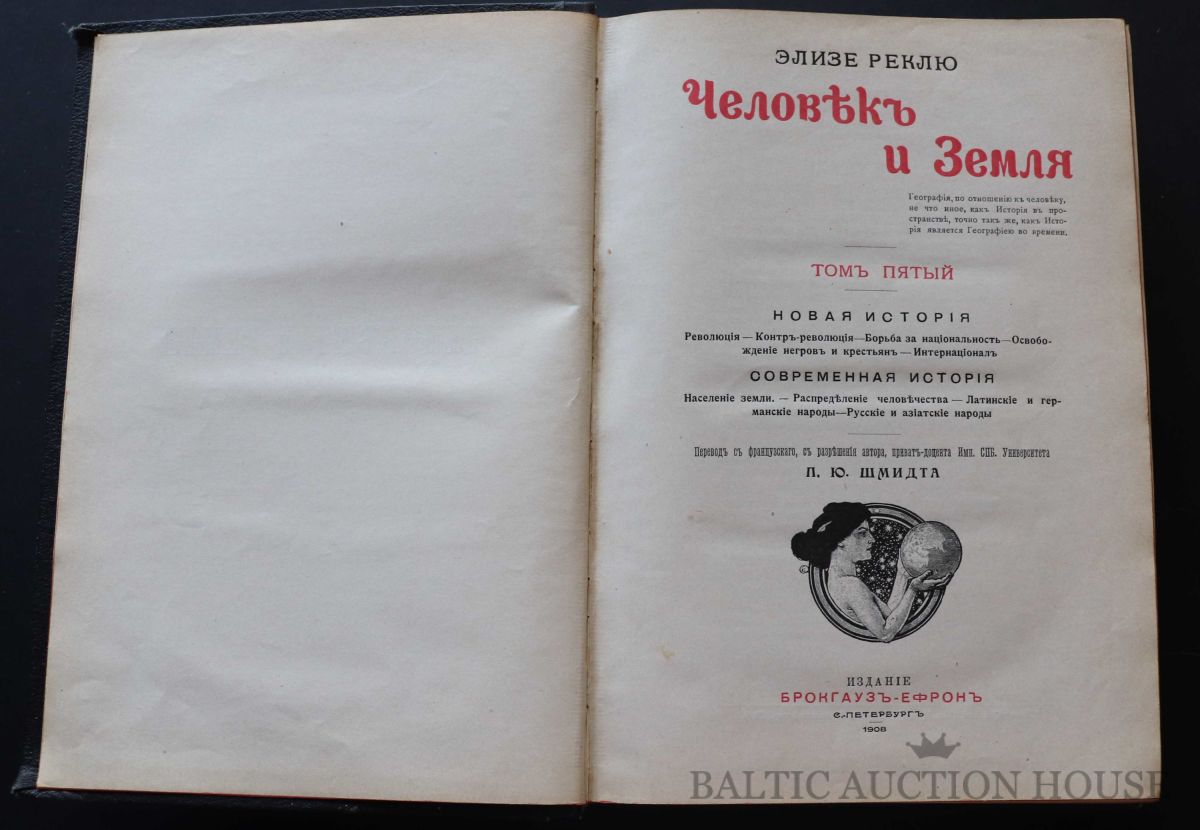 ЭЛИЗЕ РЕКЛЮ
Человѣкъ
и Земля
Географія, по отношенію къ человѣку,
не что иное, какъ Исторія въ про-
странствѣ, точно такъ же, какъ Исто-
рія является Географіею во времени.
ТОМЪ ПЯТЫЙ
НОВАЯ ИСТОРІЯ
Революція — Контръ-революція — Борьба за національность — Освобо-
жденіе негров и крестьян — Интернаціоналъ
СОВРЕМЕННАЯ ИСТОРІЯ
Населеніе земли. — Распредѣленіе человѣчества — Латинскіе и гер-
манскіе народы — Русскіе и азіатскіе народы
Переводъ съ французскаго, съ разрѣшенія автора, приватъ-доцента Имп. СПБ. Университета
П. Ю. ШМИДТА
ИЗДАНІЕ
БРОКГАУЗЪ-ЕФРОНЪ
С.-ПЕТЕРБУРГЪ
1908
BALTIC AUCTION HOUSE